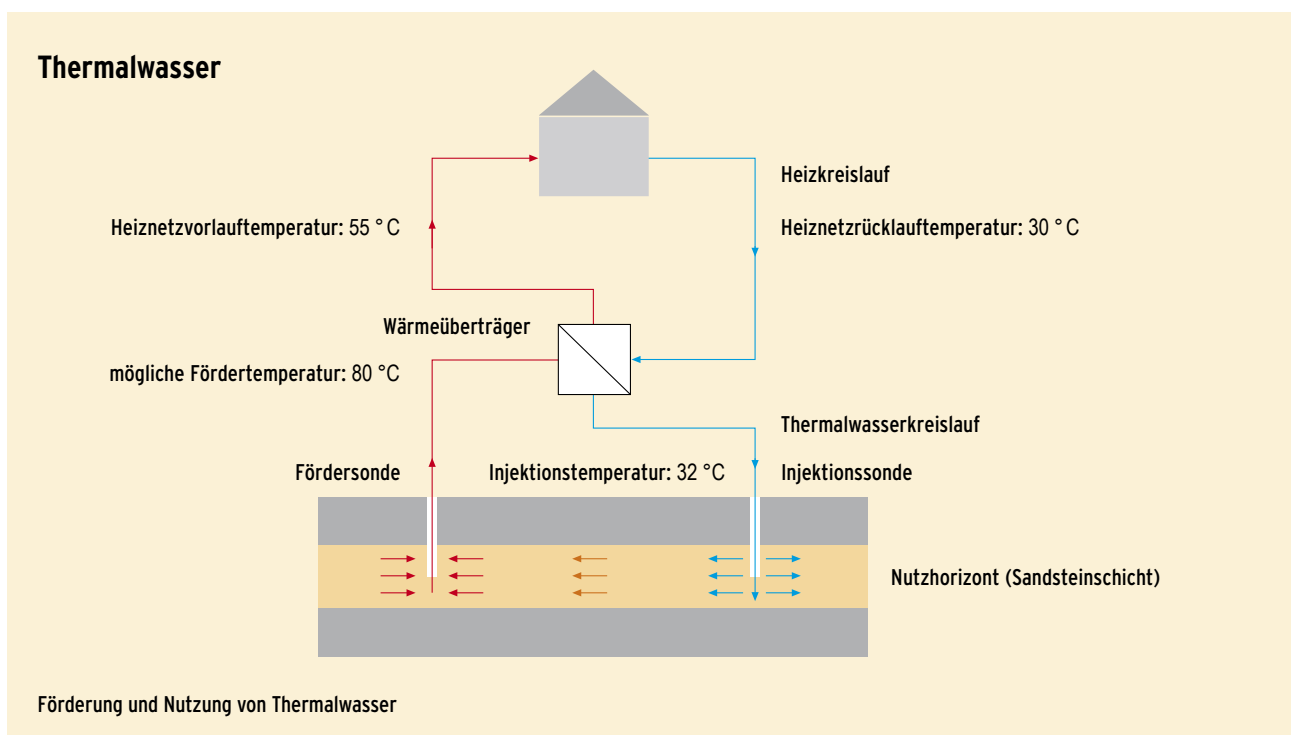 Thermalwasser
Heizkreislauf
Heiznetzvorlauftemperatur: 55 °C
Heiznetzrücklauftemperatur: 30 °C
Wärmeüberträger
mögliche Fördertemperatur: 80 °C
Thermalwasserkreislauf
Fördersonde
Injektionstemperatur: 32 °C
Injektionssonde
Nutzhorizont (Sandsteinschicht)
Förderung und Nutzung von Thermalwasser